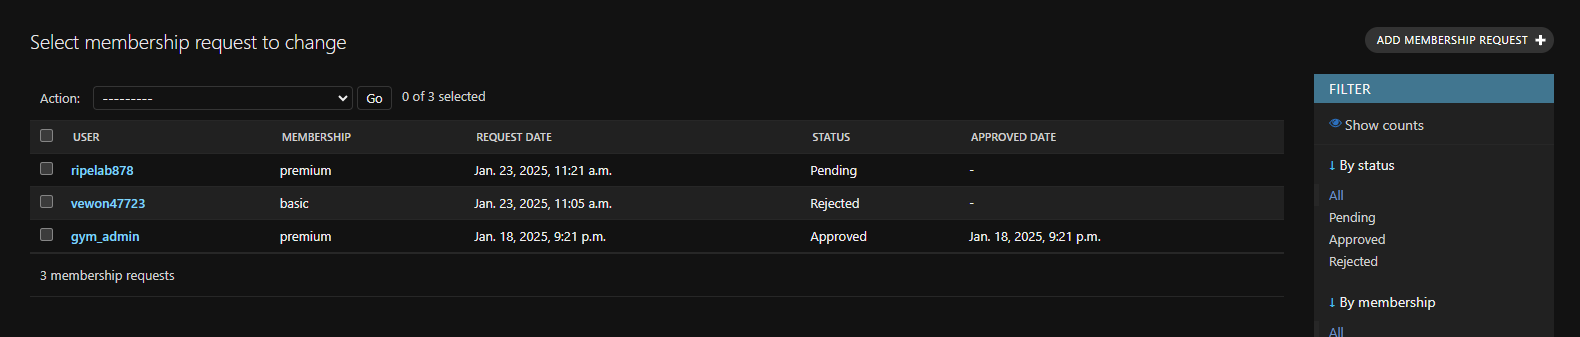 Select membership request to change
ADD MEMBERSHIP REQUEST +
Action: --------- Go 0 of 3 selected
USER MEMBERSHIP REQUEST DATE STATUS APPROVED DATE
ripelab878 premium Jan. 23, 2025, 11:21 a.m. Pending -
vewon47723 basic Jan. 23, 2025, 11:05 a.m. Rejected -
gym_admin premium Jan. 18, 2025, 9:21 p.m. Approved Jan. 18, 2025, 9:21 p.m.
3 membership requests
FILTER
Show counts
↓ By status
All
Pending
Approved
Rejected
↓ By membership
All